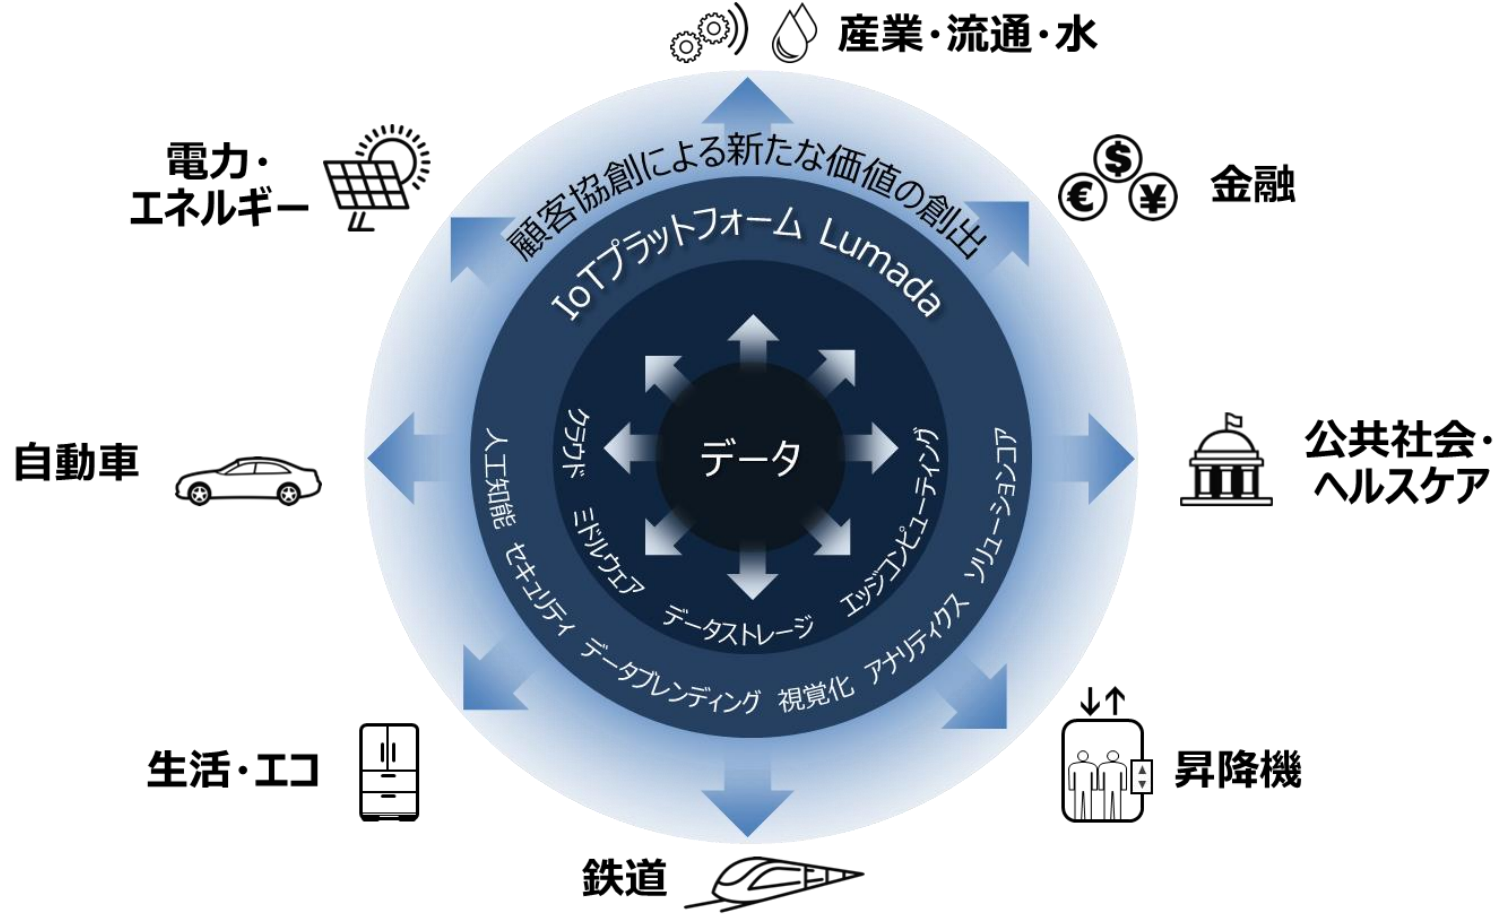 産業・流通・水
電力・
エネルギー
金融
顧客協創による新たな価値の創出
IoTプラットフォーム Lumada
自動車
データ
公共社会・
ヘルスケア
クラウド
ミドルウェア
データストレージ
エッジコンピューティング
人工知能
セキュリティ
データブレンディング
視覚化
アナリティクス
ソリューションコア
生活・エコ
昇降機
鉄道